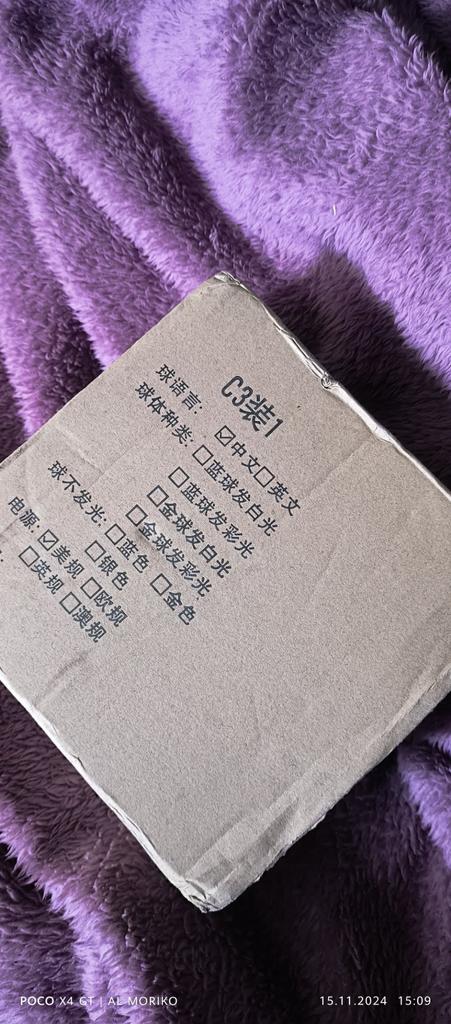 C3装1
球语言: ☑中文☐英文
球体种类: ☐蓝球发白光
☐蓝球发彩光
☐金球发白光
☐金球发彩光
球不发光: ☐蓝色 ☐金色
☐银色
电源: ☑美规 ☐欧规
☐英规 ☐澳规
POCO X4 GT | AL MORIKO
15.11.2024 15:09